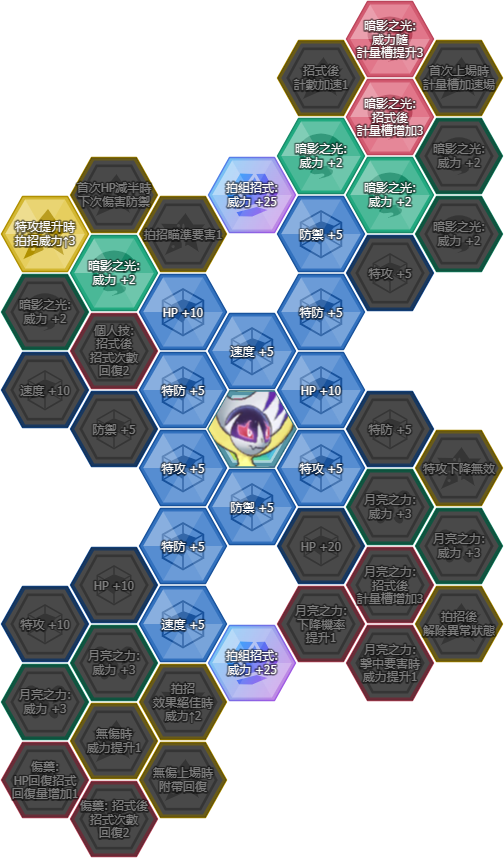 暗影之光:
威力隨
計量槽提升3
招式後
計數加速1
首次上場時
計量槽加速場
暗影之光:
招式後
計量槽增加3
暗影之光:
威力 +2
暗影之光:
威力 +2
首次HP減半時
下次傷害防禦
拍組招式:
威力 +25
暗影之光:
威力 +2
特攻提升時
拍招威力↑3
拍招瞄準要害1
防禦 +5
暗影之光:
威力 +2
暗影之光:
威力 +2
特攻 +5
暗影之光:
威力 +2
HP +10
特防 +5
個人技:
招式後
招式次數
回復2
速度 +5
速度 +10
特防 +5
HP +10
防禦 +5
特防 +5
特攻 +5
特攻 +5
特攻下降無效
防禦 +5
月亮之力:
威力 +3
特防 +5
HP +20
月亮之力:
威力 +3
HP +10
月亮之力:
招式後
計量槽增加3
特攻 +10
速度 +5
月亮之力:
下降機率
提升1
拍招後
解除異常狀態
月亮之力:
威力 +3
拍組招式:
威力 +25
月亮之力:
擊中要害時
威力提升1
月亮之力:
威力 +3
拍招
效果絕佳時
威力↑2
無傷時
威力提升1
傷藥:
HP回復招式
回復量增加1
無傷上場時
附帶回復
傷藥: 招式後
招式次數
回復2